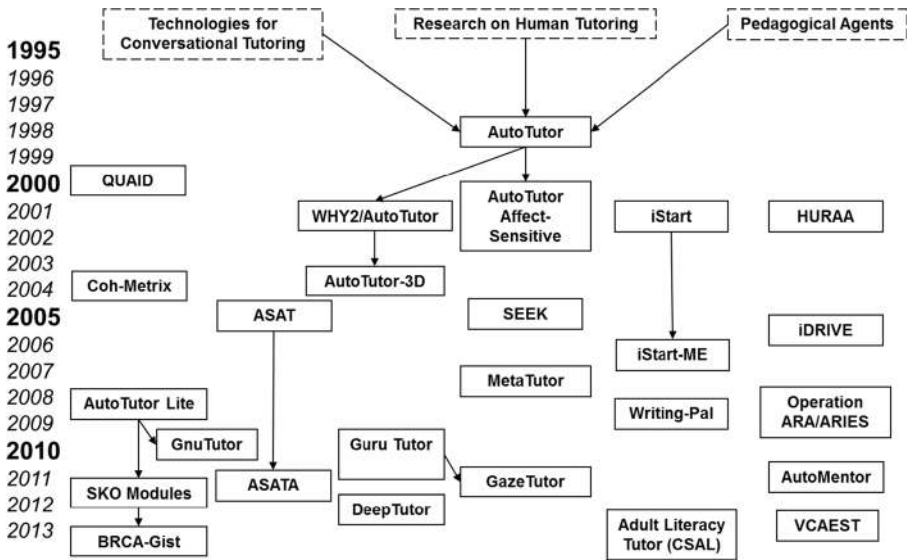 Technologies for
Conversational Tutoring
Research on Human Tutoring
Pedagogical Agents
1995
1996
1997
1998
1999
2000
2001
2002
2003
2004
2005
2006
2007
2008
2009
2010
2011
2012
2013
AutoTutor
QUAID
AutoTutor
Affect-
Sensitive
WHY2/AutoTutor
iStart
HURAA
AutoTutor-3D
Coh-Metrix
ASAT
SEEK
iDRIVE
iStart-ME
MetaTutor
AutoTutor Lite
Writing-Pal
Operation
ARA/ARIES
GnuTutor
Guru Tutor
GazeTutor
AutoMentor
SKO Modules
ASATA
DeepTutor
Adult Literacy
Tutor (CSAL)
VCAEST
BRCA-Gist